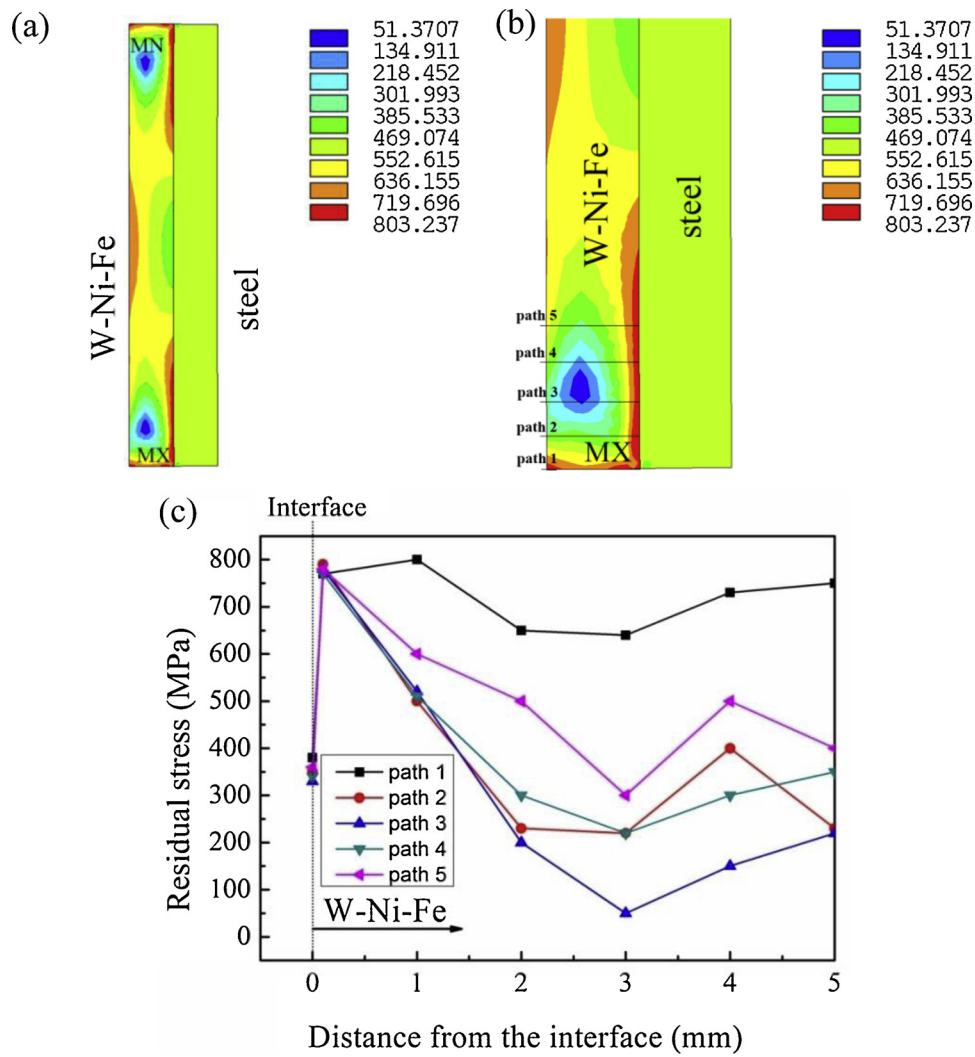 (a)
MN
MX
W-Ni-Fe
steel
51.3707
134.911
218.452
301.993
385.533
469.074
552.615
636.155
719.696
803.237
(b)
W-Ni-Fe
steel
path 5
path 4
path 3
path 2
path 1
MX
51.3707
134.911
218.452
301.993
385.533
469.074
552.615
636.155
719.696
803.237
(c)
Interface
Residual stress (MPa)
800
700
600
500
400
300
200
100
0
path 1
path 2
path 3
path 4
path 5
W-Ni-Fe
0 1 2 3 4 5
Distance from the interface (mm)